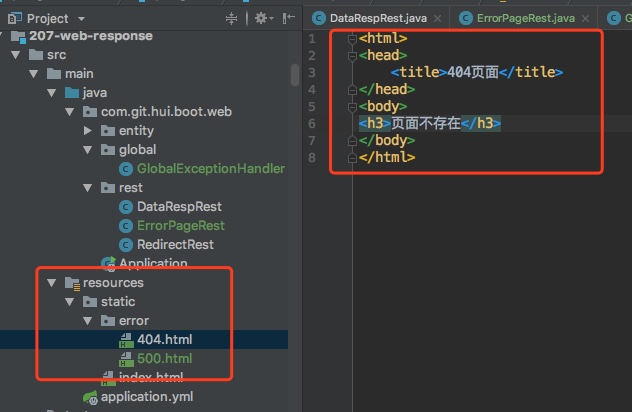 Project
DataRespRest.java
ErrorPageRest.java
207-web-response
src
main
java
com.git.hui.boot.web
entity
global
GlobalExceptionHandler
rest
DataRespRest
ErrorPageRest
RedirectRest
Application
resources
static
error
404.html
500.html
index.html
application.yml
1 <html>
2 <head>
3 <title>404页面</title>
4 </head>
5 <body>
6 <h3>页面不存在</h3>
7 </body>
8 </html>